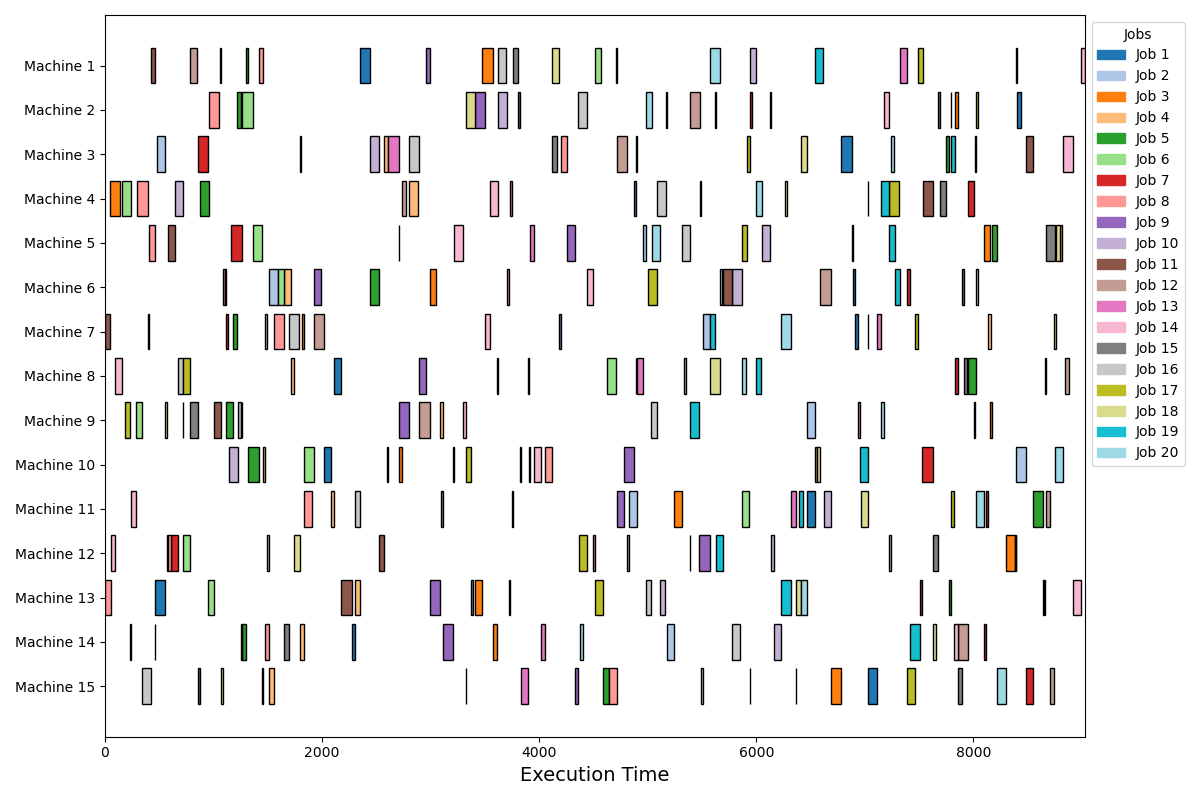 Machine 1
Machine 2
Machine 3
Machine 4
Machine 5
Machine 6
Machine 7
Machine 8
Machine 9
Machine 10
Machine 11
Machine 12
Machine 13
Machine 14
Machine 15
0 2000 4000 6000 8000
Execution Time
Jobs
Job 1
Job 2
Job 3
Job 4
Job 5
Job 6
Job 7
Job 8
Job 9
Job 10
Job 11
Job 12
Job 13
Job 14
Job 15
Job 16
Job 17
Job 18
Job 19
Job 20